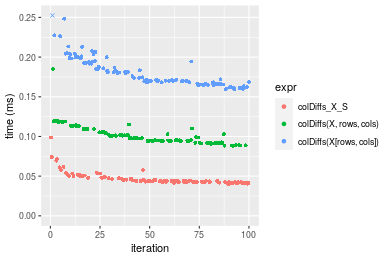 0.25
0.20
0.15
0.10
0.05
0.00
time (ms)
0
25
50
75
100
iteration
expr
colDiffs_X_S
colDiffs(X, rows, cols)
colDiffs(X[rows, cols])